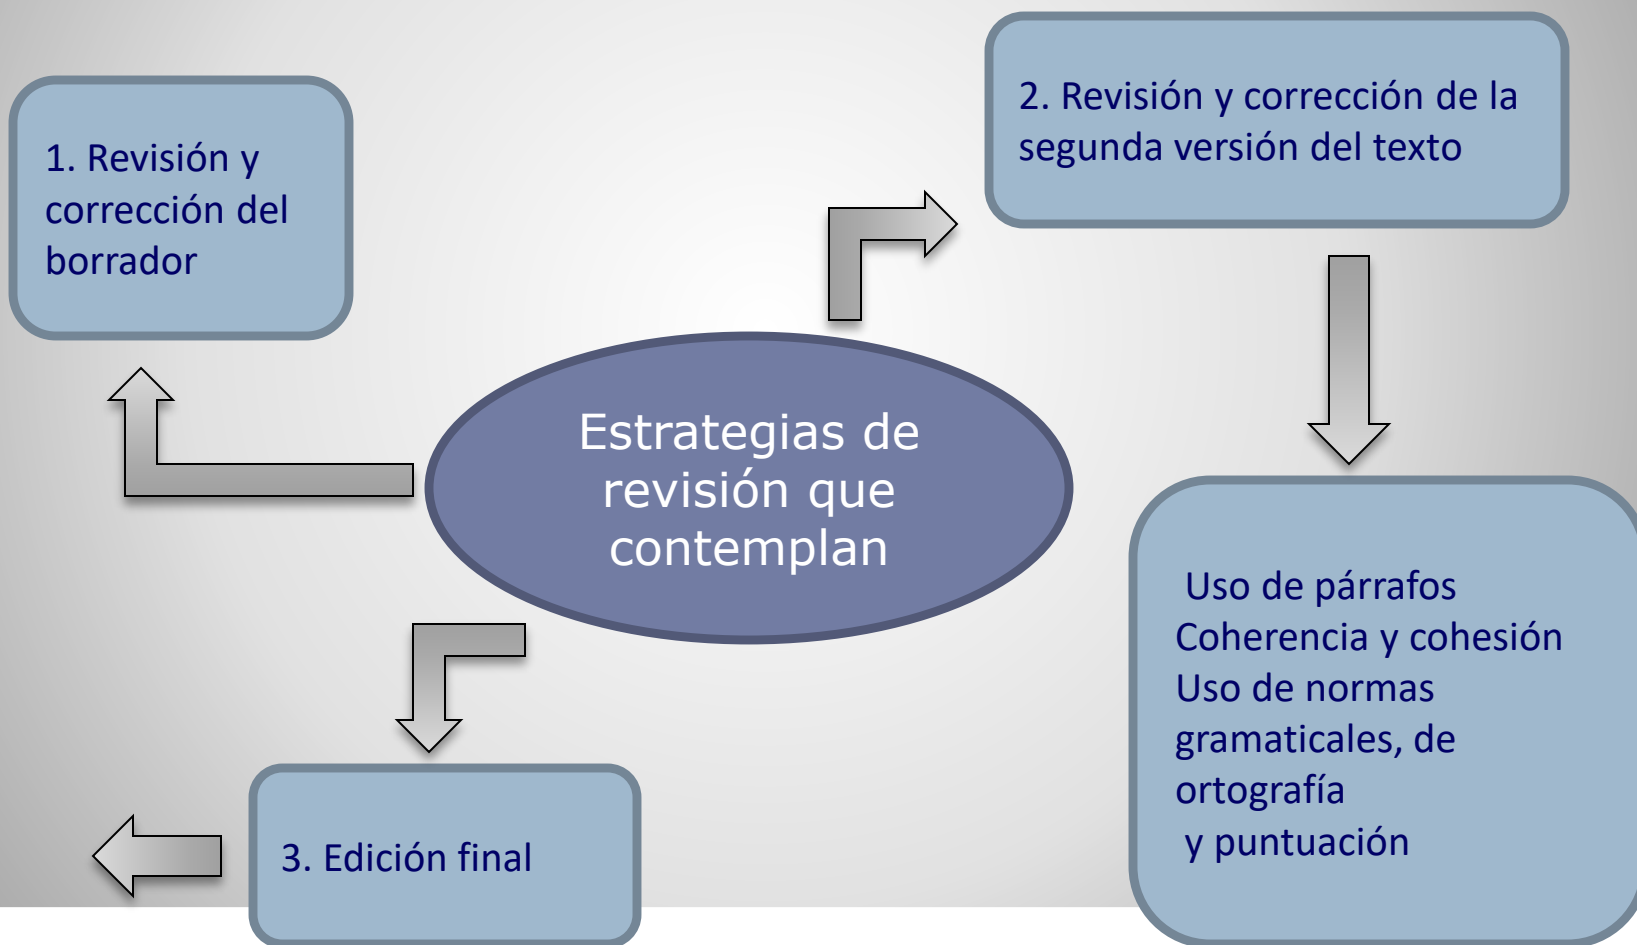 1. Revisión y
corrección del
borrador
2. Revisión y corrección de la
segunda versión del texto
Estrategias de
revisión que
contemplan
Uso de párrafos
Coherencia y cohesión
Uso de normas
gramaticales, de
ortografía
y puntuación
3. Edición final